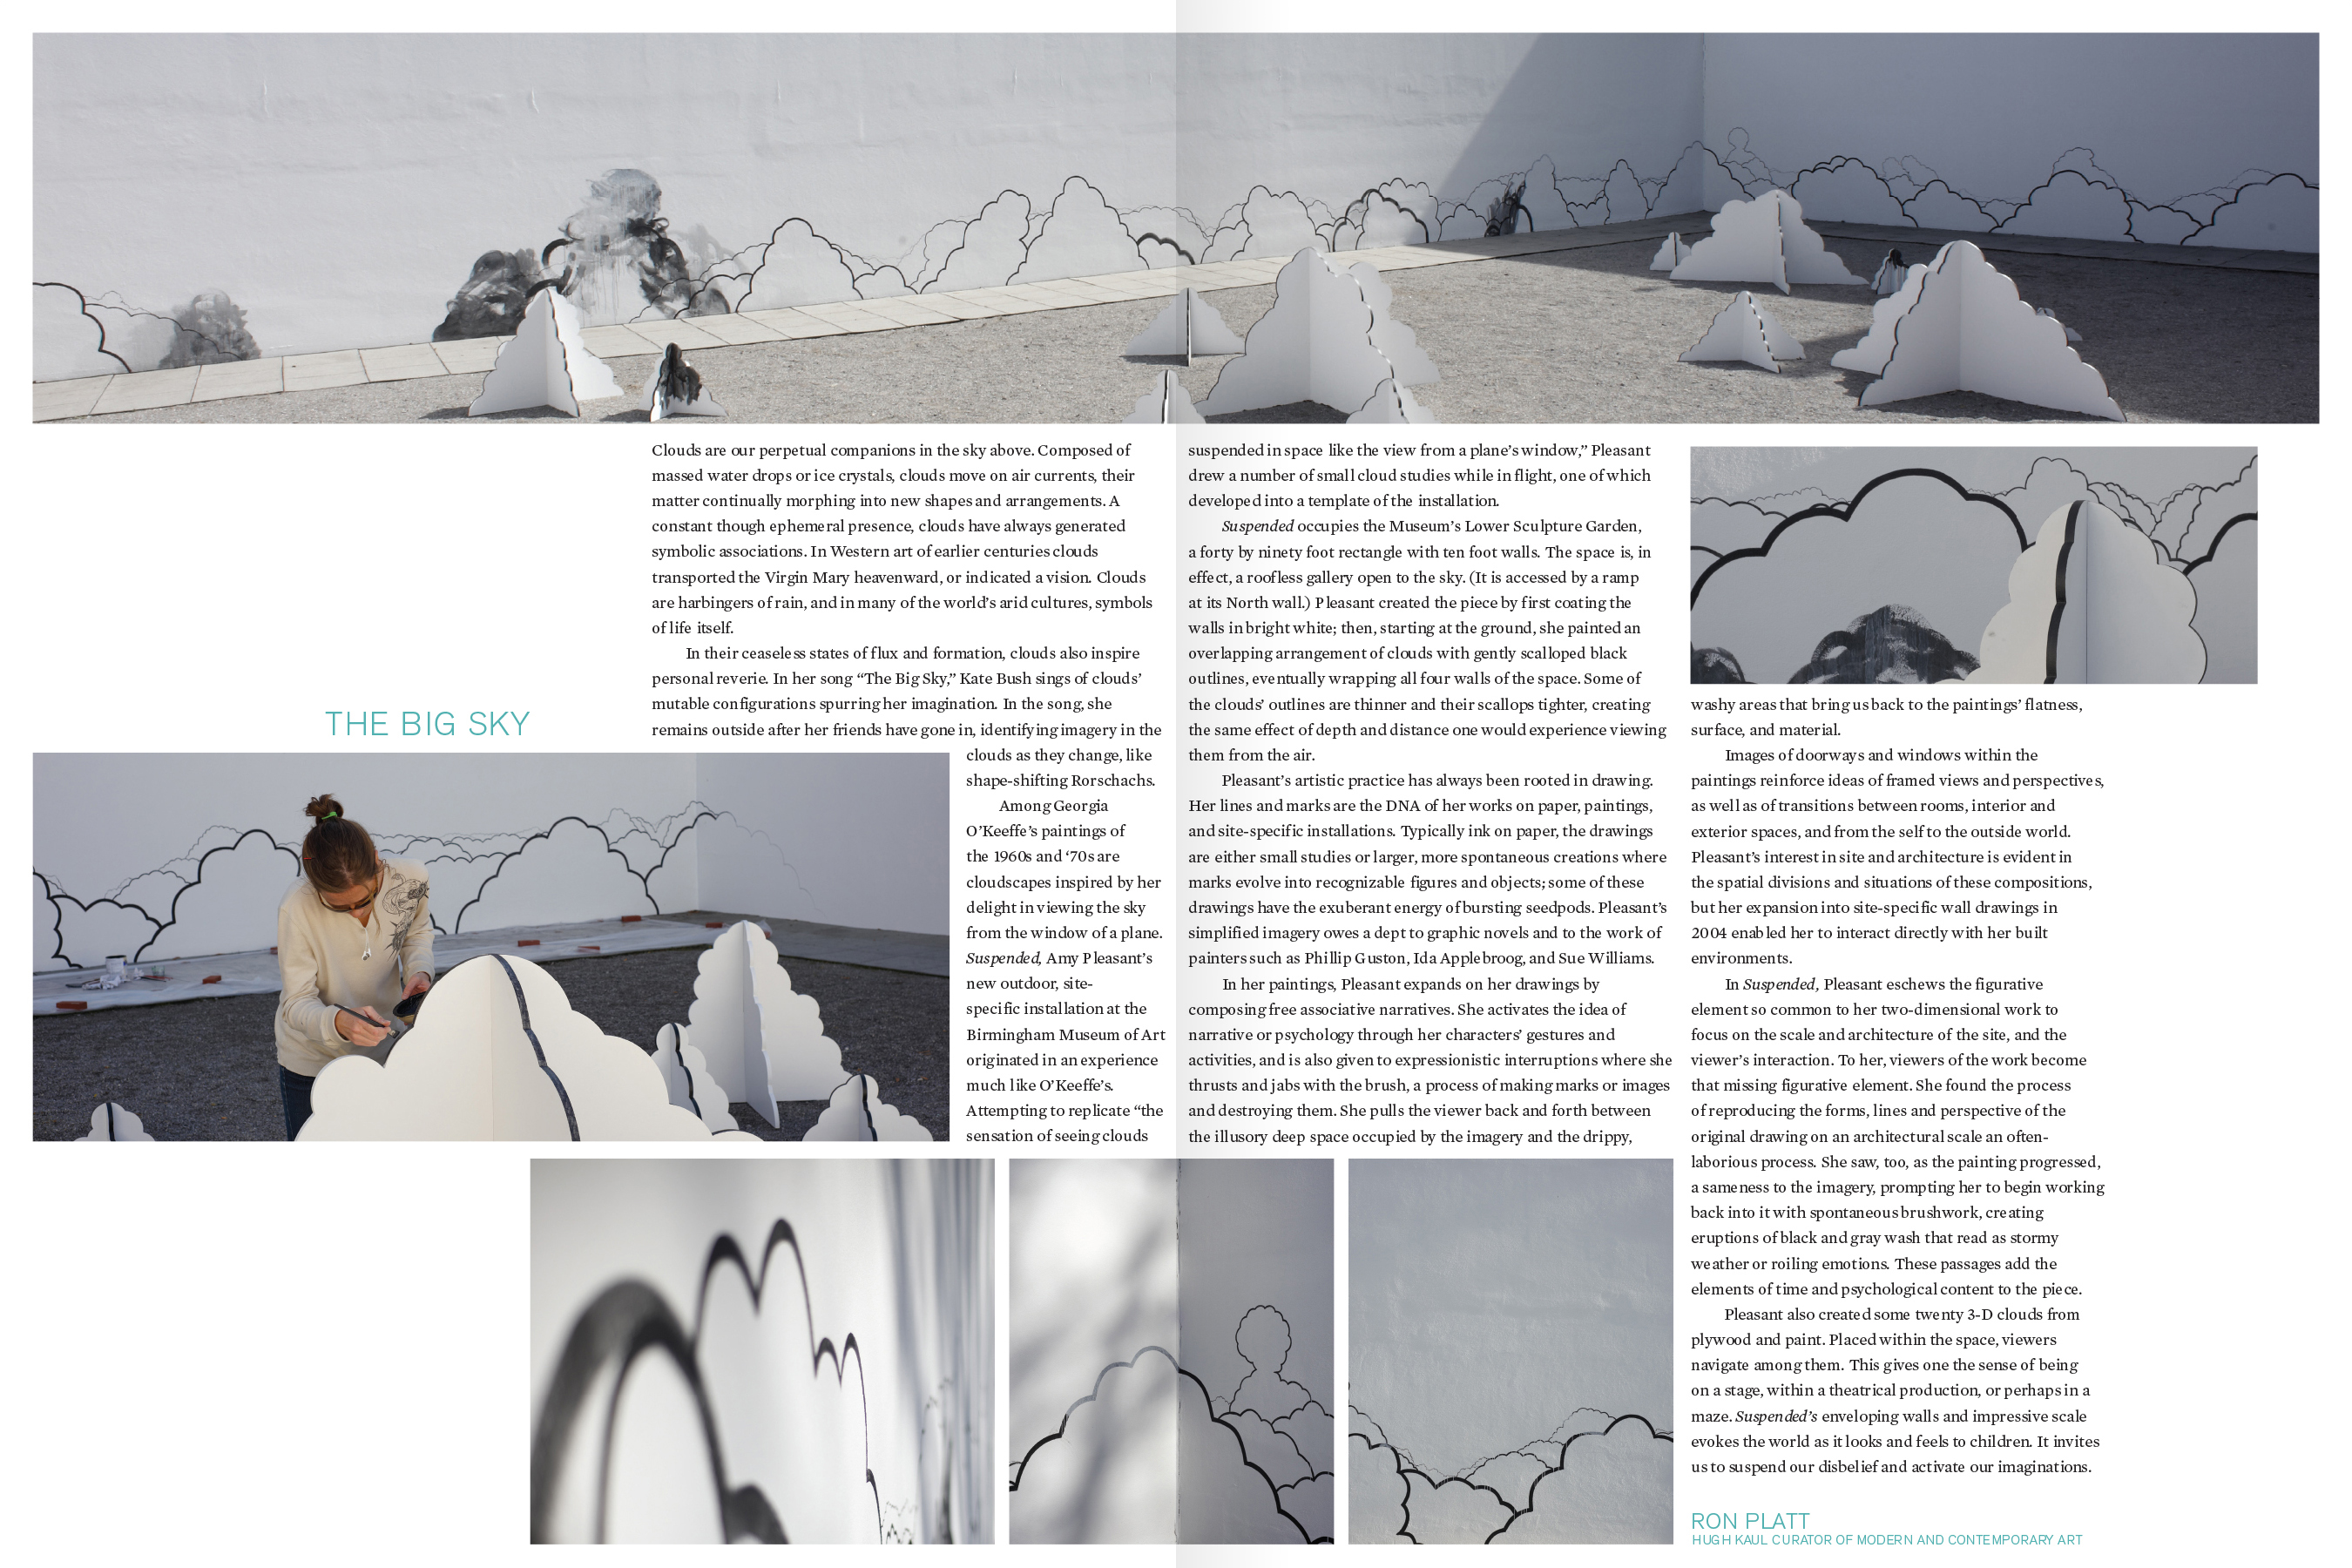 THE BIG SKY
Clouds are our perpetual companions in the sky above. Composed of
massed water drops or ice crystals, clouds move on air currents, their
matter continually morphing into new shapes and arrangements. A
constant though ephemeral presence, clouds have always generated
symbolic associations. In Western art of earlier centuries clouds
transported the Virgin Mary heavenward, or indicated a vision. Clouds
are harbingers of rain, and in many of the world's arid cultures, symbols
of life itself.
In their ceaseless states of flux and formation, clouds also inspire
personal reverie. In her song “The Big Sky,” Kate Bush sings of clouds’
mutable configurations spurring her imagination. In the song, she
remains outside after her friends have gone in, identifying imagery in the
clouds as they change, like
shape-shifting Rorschachs.
Among Georgia
O’Keeffe’s paintings of
the 1960s and ‘70s are
cloudscapes inspired by her
delight in viewing the sky
from the window of a plane.
Suspended, Amy Pleasant’s
new outdoor, site-
specific installation at the
Birmingham Museum of Art
originated in an experience
much like O’Keeffe’s.
Attempting to replicate “the
sensation of seeing clouds
suspended in space like the view from a plane’s window,” Pleasant
drew a number of small cloud studies while in flight, one of which
developed into a template of the installation.
Suspended occupies the Museum’s Lower Sculpture Garden,
a forty by ninety foot rectangle with ten foot walls. The space is, in
effect, a roofless gallery open to the sky. (It is accessed by a ramp
at its North wall.) Pleasant created the piece by first coating the
walls in bright white; then, starting at the ground, she painted an
overlapping arrangement of clouds with gently scalloped black
outlines, eventually wrapping all four walls of the space. Some of
the clouds’ outlines are thinner and their scallops tighter, creating
the same effect of depth and distance one would experience viewing
them from the air.
Pleasant’s artistic practice has always been rooted in drawing.
Her lines and marks are the DNA of her works on paper, paintings,
and site-specific installations. Typically ink on paper, the drawings
are either small studies or larger, more spontaneous creations where
marks evolve into recognizable figures and objects; some of these
drawings have the exuberant energy of bursting seedpods. Pleasant’s
simplified imagery owes a dept to graphic novels and to the work of
painters such as Phillip Guston, Ida Applebroog, and Sue Williams.
In her paintings, Pleasant expands on her drawings by
composing free associative narratives. She activates the idea of
narrative or psychology through her characters’ gestures and
activities, and is also given to expressionistic interruptions where she
thrusts and jabs with the brush, a process of making marks or images
and destroying them. She pulls the viewer back and forth between
the illusory deep space occupied by the imagery and the drippy,
washy areas that bring us back to the paintings’ flatness,
surface, and material.
Images of doorways and windows within the
paintings reinforce ideas of framed views and perspectives,
as well as of transitions between rooms, interior and
exterior spaces, and from the self to the outside world.
Pleasant’s interest in site and architecture is evident in
the spatial divisions and situations of these compositions,
but her expansion into site-specific wall drawings in
2004 enabled her to interact directly with her built
environments.
In Suspended, Pleasant eschews the figurative
element so common to her two-dimensional work to
focus on the scale and architecture of the site, and the
viewer’s interaction. To her, viewers of the work become
that missing figurative element. She found the process
of reproducing the forms, lines and perspective of the
original drawing on an architectural scale an often-
laborious process. She saw, too, as the painting progressed,
a sameness to the imagery, prompting her to begin working
back into it with spontaneous brushwork, creating
eruptions of black and gray wash that read as stormy
weather or roiling emotions. These passages add the
elements of time and psychological content to the piece.
Pleasant also created some twenty 3-D clouds from
plywood and paint. Placed within the space, viewers
navigate among them. This gives one the sense of being
on a stage, within a theatrical production, or perhaps in a
maze. Suspended’s enveloping walls and impressive scale
evokes the world as it looks and feels to children. It invites
us to suspend our disbelief and activate our imaginations.
RON PLATT
HUGH KAUL CURATOR OF MODERN AND CONTEMPORARY ART